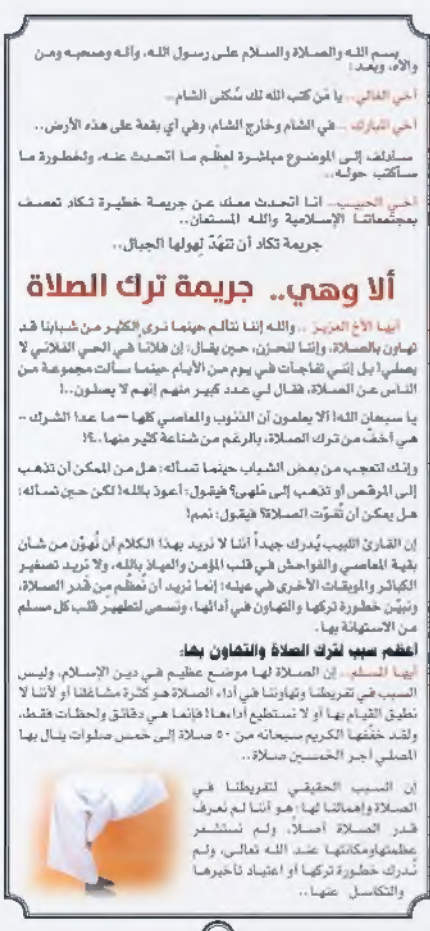 بسم الله والصلاة والسلام على رسول الله، وآله وصحبه ومن
والاه، وبعد:
أخي الغالي.. يا مَن كتب الله لك سُكنى الشام..
أخي المبارك.. في الشام وخارج الشام، وفي أي بقعة على هذه الأرض..
سأدلف إلى الموضوع مباشرة لعظم ما أتحدث عنه، ولخطورة ما
سأكتب حوله..
أخي الحبيب.. أنا أتحدث معك عن جريمة خطيرة تكاد تعصف
بمجتمعاتنا الإسلامية والله المستعان..
جريمة تكاد أن تنهَدّ لهولها الجبال..
ألا وهي.. جريمة ترك الصلاة
أيها الأخ العزيز.. والله إننا نتألم حينما نرى الكثير من شبابنا قد
تهاون بالصلاة، وإننا لنحزن، حين يقال: إن فلاناً في الحي الفلاني لا
يصلي! بل إنني تفاجأت في يوم من الأيام حينما سألت مجموعة من
الناس عن الصلاة، فقال لي عدد كبير منهم إنهم لا يصلون..!
يا سبحان الله! ألا يعلمون أن الذنوب والمعاصي كلها – ما عدا الشرك –
هي أخفّ من ترك الصلاة، بالرغم من شناعة كثير منها..؟!
وإنك لتعجب من بعض الشباب حينما تسأله: هل من الممكن أن تذهب
إلى المرقص أو تذهب إلى مَلهى؟ فيقول: أعوذ بالله! لكن حين تسأله:
هل يمكن أن تُفوّت الصلاة؟ فيقول: نعم!
إن القارئ اللبيب يُدرك جيداً أننا لا نريد بهذا الكلام أن نُهوّن من شأن
بقية المعاصي والفواحش في قلب المؤمن والعياذ بالله، ولا نريد تصغير
الكبائر والموبقات الأخرى في عينه؛ إنما نريد أن نُعظّم من قَدر الصلاة،
ونبيّن خطورة تركها والتهاون في أدائها، ونسعى لتطهير قلب كل مسلم
من الاستهانة بها.
أعظم سبب لترك الصلاة والتهاون بها:
أيها المسلم.. إن الصلاة لها موضع عظيم في دين الإسلام، وليس
السبب في تفريطنا وتهاوننا في أداء الصلاة هو كثرة مشاغلنا أو لأننا لا
نطيق القيام بها أو لا نستطيع أداءها! فإنما هي دقائق ولحظات فقط،
ولقد خفّفها الكريم سبحانه من ٥٠ صلاة إلى خمس صلوات ينال بها
المصلي أجر الخمسين صلاة..
إن السبب الحقيقي لتفريطنا في
الصلاة وإهمالنا لها: هو أننا لم نعرف
قدر الصلاة أصلاً، ولم نستشعر
عظمتهاومكانتها عند الله تعالى، ولم
نُدرك خطورة تركها أو اعتياد تأخيرها
والتكاسل عنها..